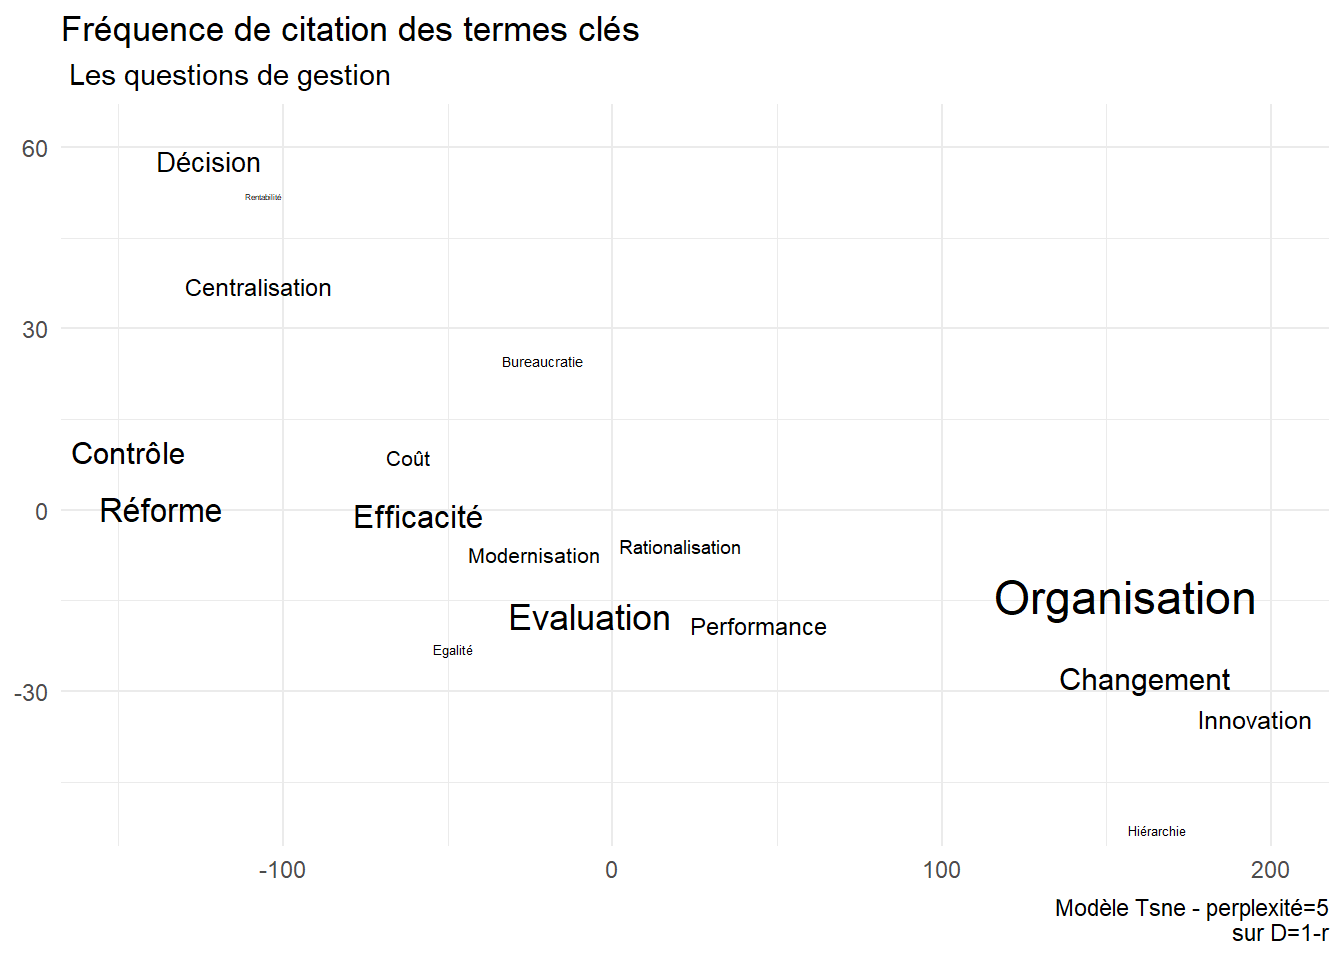 Fréquence de citation des termes clés
Les questions de gestion
60
Décision
Rentabilité
Centralisation
30
Bureaucratie
Contrôle
Coût
Réforme
Efficacité
0
Modernisation
Rationalisation
Organisation
Evaluation
Performance
Egalité
Changement
-30
Innovation
Hiérarchie
-100
0
100
200
Modèle Tsne - perplexité=5
sur D=1-r